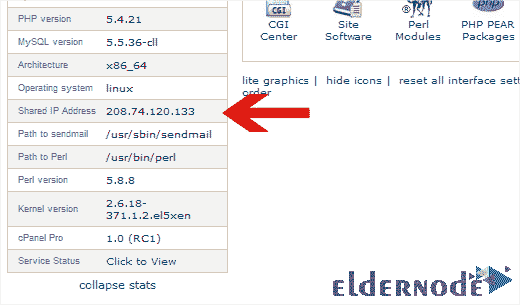 PHP version 5.4.21
MySQL version 5.5.36-cll
Architecture x86_64
Operating system linux
Shared IP Address 208.74.120.133
Path to sendmail /usr/sbin/sendmail
Path to Perl /usr/bin/perl
Perl version 5.8.8
Kernel version 2.6.18-
371.1.2.el5xen
cPanel Pro 1.0 (RC1)
Service Status Click to View
collapse stats
CGI
php
CGI
Center
Site
Software
Perl
Modules
PHP PEAR
Packages
lite graphics | hide icons | reset all interface sett
order
eldernode